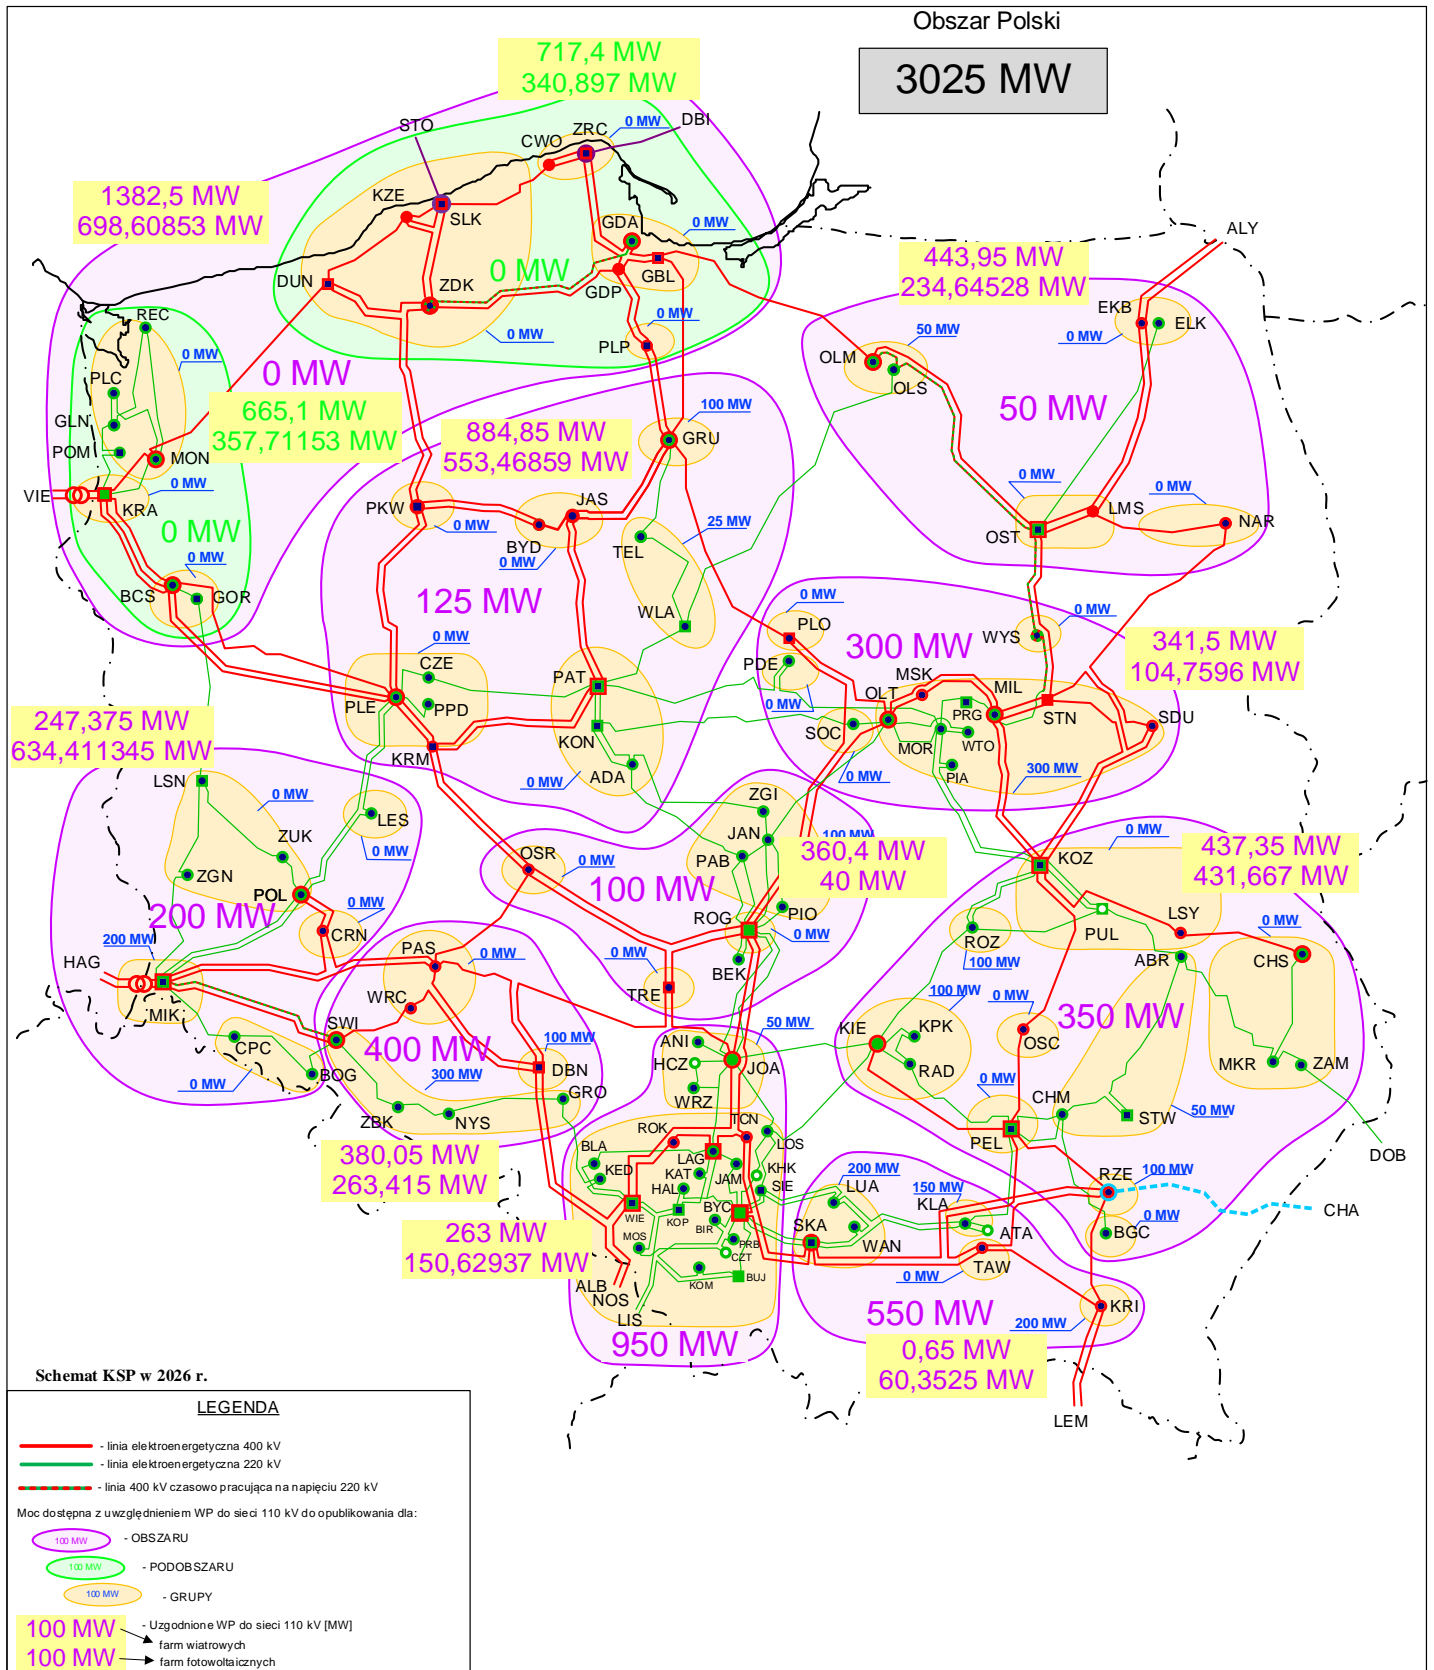 Obszar Polski
3025 MW
717,4 MW
340,897 MW
STO
CWO
ZRC
0 MW
DBI
1382,5 MW
698,60853 MW
KZE
SLK
GDA
0 MW
GBL
GDP
0 MW
ZDK
DUN
0 MW
0 MW
PLP
ALY
443,95 MW
234,64528 MW
EKB
ELK
0 MW
50 MW
OLM
OLS
50 MW
0 MW
LMS
0 MW
NAR
OST
REC
0 MW
PLC
GLN
POM
MON
0 MW
665,1 MW
357,71153 MW
VIE
KRA
0 MW
0 MW
0 MW
BCS
GOR
884,85 MW
553,46859 MW
100 MW
GRU
PKW
0 MW
JAS
BYD
0 MW
25 MW
TEL
WLA
125 MW
0 MW
CZE
PLE
PPD
KRM
PAT
KON
ADA
0 MW
0 MW
PLO
PDE
0 MW
300 MW
WYS
0 MW
341,5 MW
104,7596 MW
MSK
OLT
MIL
PRG
STN
SDU
SOC
MOR
WTO
PIA
0 MW
300 MW
247,375 MW
634,411345 MW
LSN
0 MW
ZUK
LES
0 MW
ZGN
POL
200 MW
0 MW
CRN
200 MW
HAG
MIK
CPC
BOG
0 MW
OSR
0 MW
ZGI
JAN
100 MW
PAB
360,4 MW
40 MW
100 MW
ROG
PIO
0 MW
BEK
TRE
0 MW
0 MW
KOZ
437,35 MW
431,667 MW
LSY
PUL
0 MW
CHS
ROZ
100 MW
ABR
100 MW
KIE
KPK
RAD
0 MW
OSC
350 MW
MKR
ZAM
0 MW
CHM
STW
50 MW
PEL
DOB
RZE
100 MW
CHA
BGC
0 MW
PAS
0 MW
WRC
SWI
400 MW
100 MW
DBN
300 MW
GRO
ZBK
NYS
380,05 MW
263,415 MW
50 MW
ANI
HCZ
JOA
WRZ
TCN
ROK
LOS
BLA
KED
LAG
KAT
JAM
KHK
HAL
SIE
WIE
KOP
BYC
BIR
MOS
PRB
CZT
KOM
BUJ
263 MW
150,62937 MW
ALB
NOS
LIS
950 MW
200 MW
LUA
150 MW
KLA
SKA
WAN
ATA
TAW
0 MW
550 MW
200 MW
KRI
0,65 MW
60,3525 MW
LEM
Schemat KSP w 2026 r.
LEGENDA
- linia elektroenergetyczna 400 kV
- linia elektroenergetyczna 220 kV
- linia 400 kV czasowo pracująca na napięciu 220 kV
Moc dostępna z uwzględnieniem WP do sieci 110 kV do opublikowania dla:
100 MW - OBSZARU
100 MW - PODOBSZARU
100 MW - GRUPY
100 MW - Uzgodnione WP do sieci 110 kV [MW]
farm wiatrowych
100 MW farm fotowoltaicznych